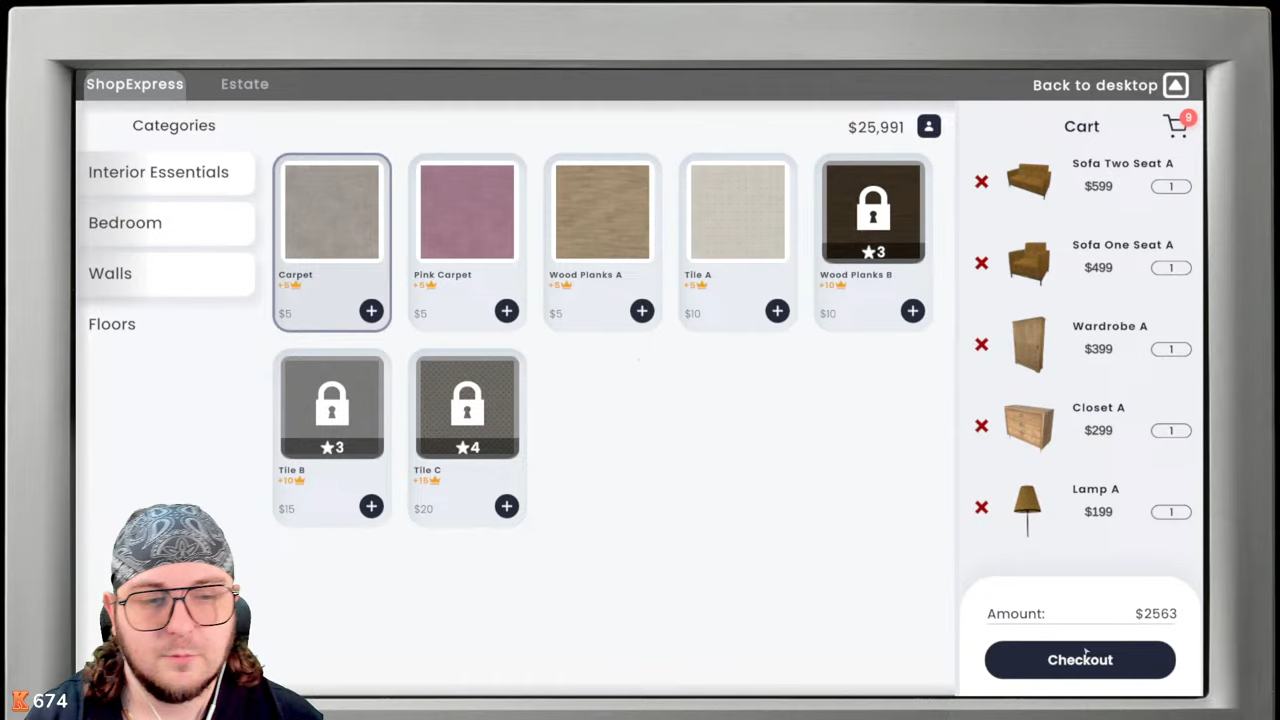 ShopExpress
Estate
Back to desktop
Categories
$25,991
Cart
9
Interior Essentials
Bedroom
Walls
Floors
Carpet
+5
$5
Pink Carpet
+5
$5
Wood Planks A
+5
$5
Tile A
+5
$10
★3
Wood Planks B
+10
$10
★3
Tile B
+10
$15
★4
Tile C
+15
$20
Sofa Two Seat A
$599
1
Sofa One Seat A
$499
1
Wardrobe A
$399
1
Closet A
$299
1
Lamp A
$199
1
Amount: $2563
Checkout
K 674